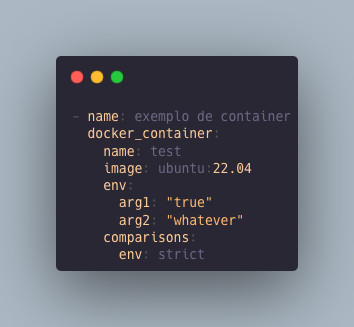 - name: exemplo de container
  docker_container:
    name: test
    image: ubuntu:22.04
    env:
      arg1: "true"
      arg2: "whatever"
    comparisons:
      env: strict